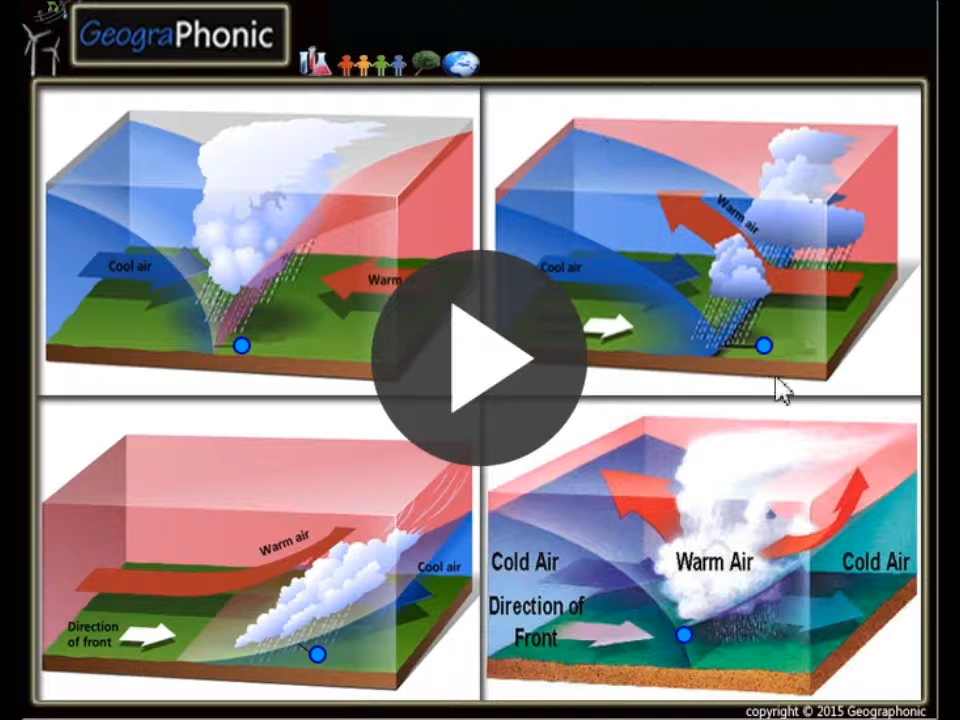 GeograPhonic
Cool air
Warm
Cool air
Warm air
Warm air
Cool air
Direction
of front
Cold Air
Warm Air
Cold Air
Direction of
Front
copyright © 2015 Geographonic